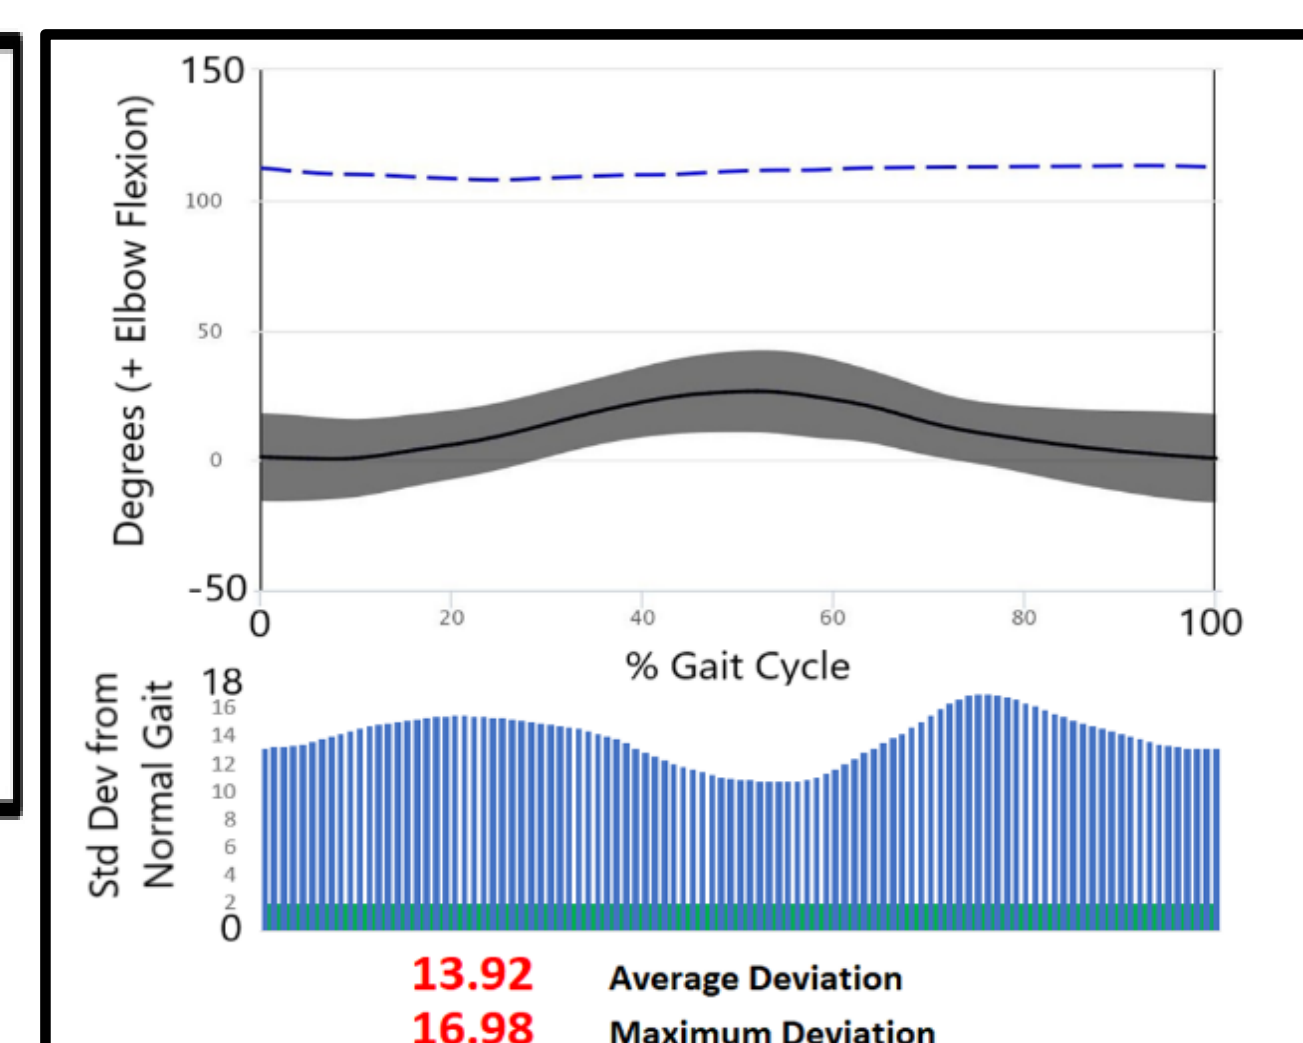 150
100
50
0
-50
Degrees (+ Elbow Flexion)
0 20 40 60 80 100
% Gait Cycle
18
16
14
12
10
8
6
4
2
0
Std Dev from
Normal Gait
13.92 Average Deviation
16.98 Maximum Deviation